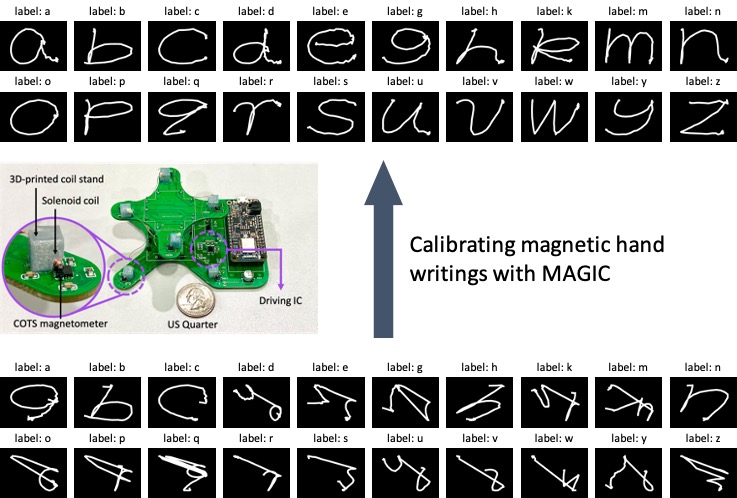 label: a label: b label: c label: d label: e label: g label: h label: k label: m label: n
a b c d e g h k m n
label: o label: p label: q label: r label: s label: u label: v label: w label: y label: z
o p q r s u v w y z
3D-printed coil stand
Solenoid coil
COTS magnetometer
US Quarter
Driving IC
Calibrating magnetic hand
writings with MAGIC
label: a label: b label: c label: d label: e label: g label: h label: k label: m label: n
label: o label: p label: q label: r label: s label: u label: v label: w label: y label: z